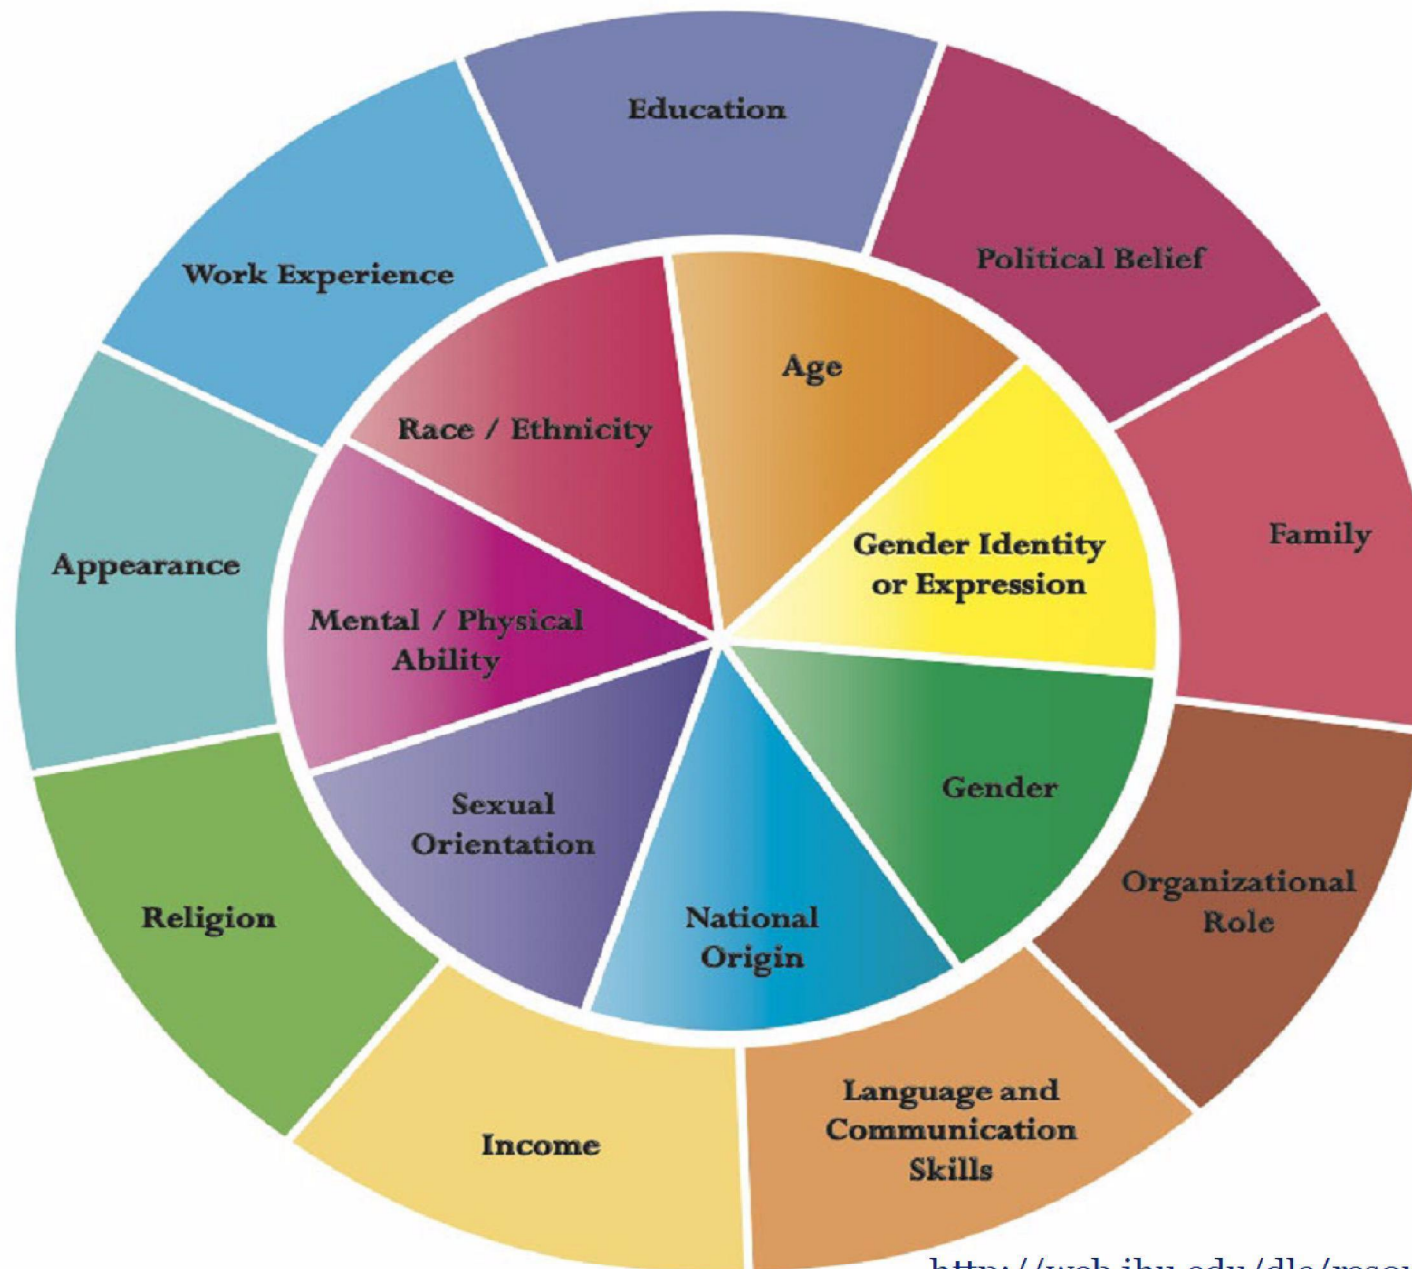 Education
Political Belief
Work Experience
Age
Race / Ethnicity
Family
Gender Identity
or Expression
Appearance
Mental / Physical
Ability
Gender
Sexual
Orientation
Organizational
Role
Religion
National
Origin
Language and
Communication
Skills
Income